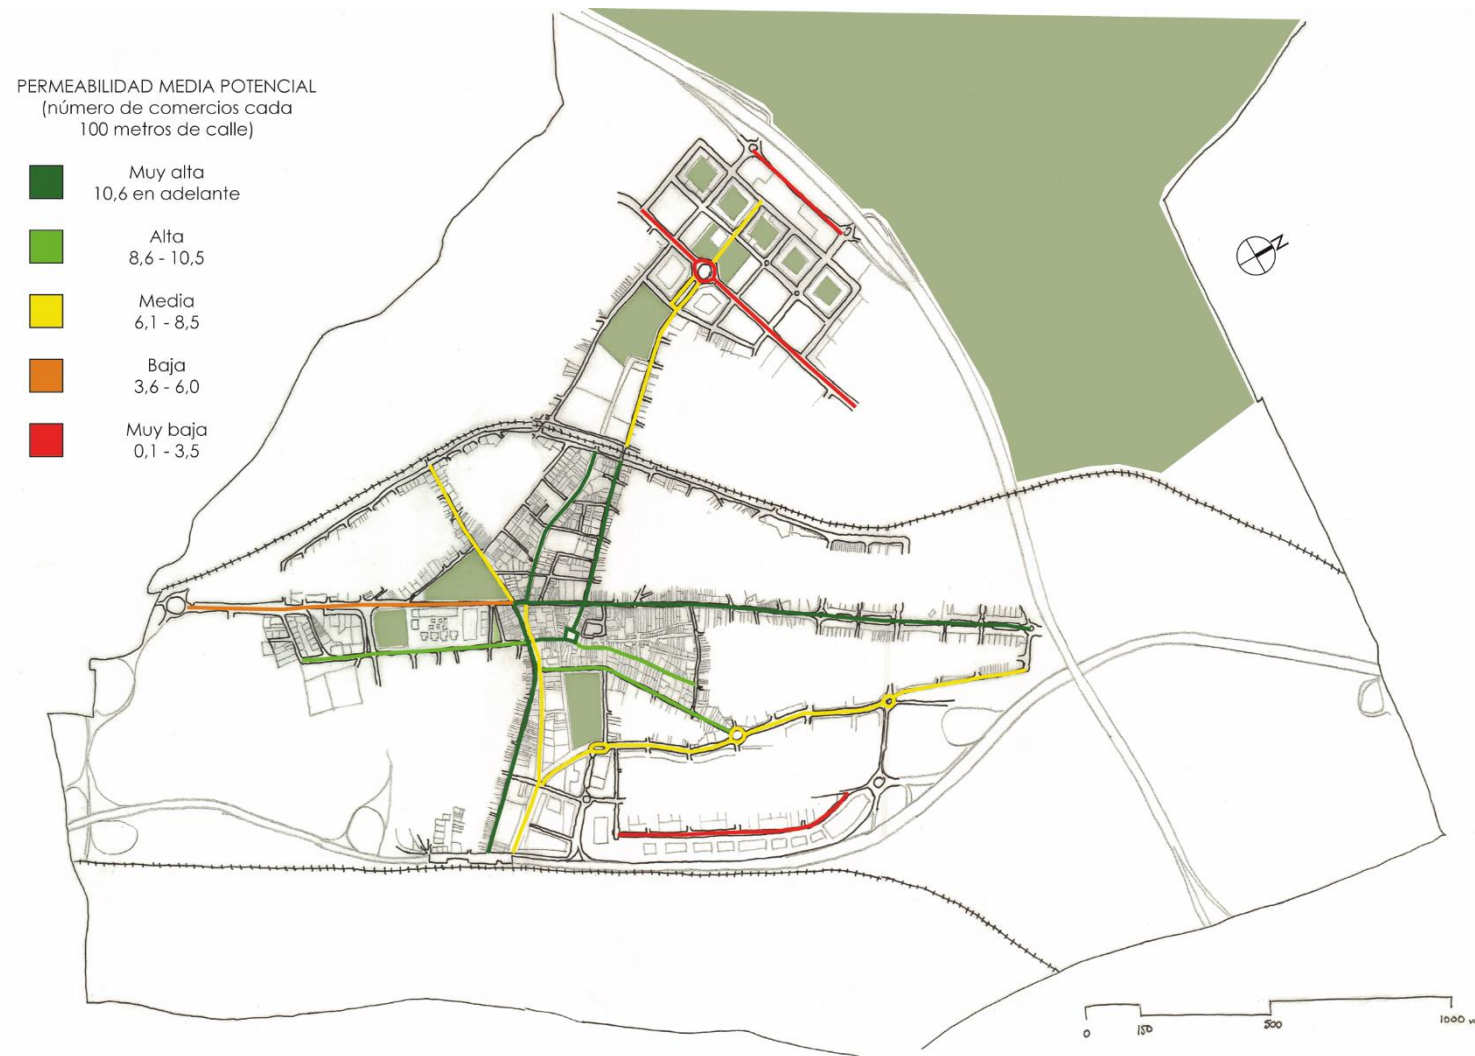 PERMEABILIDAD MEDIA POTENCIAL
(número de comercios cada
100 metros de calle)
Muy alta
10,6 en adelante
Alta
8,6 - 10,5
Media
6,1 - 8,5
Baja
3,6 - 6,0
Muy baja
0,1 - 3,5
N
0 150 500 1000